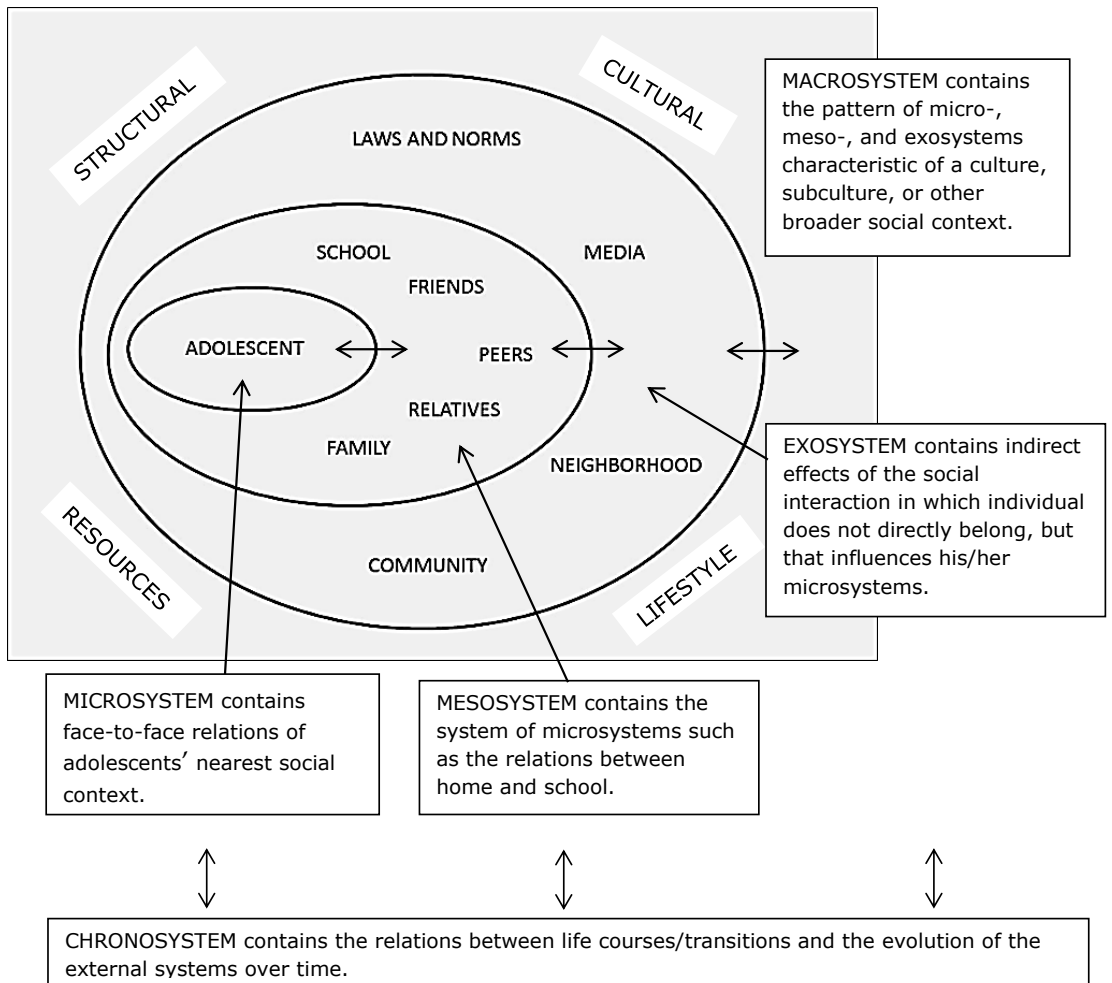 STRUCTURAL
CULTURAL
LAWS AND NORMS
SCHOOL
MEDIA
FRIENDS
ADOLESCENT
PEERS
RELATIVES
FAMILY
NEIGHBORHOOD
COMMUNITY
RESOURCES
LIFESTYLE
MACROSYSTEM contains
the pattern of micro-,
meso-, and exosystems
characteristic of a culture,
subculture, or other
broader social context.
EXOSYSTEM contains indirect
effects of the social
interaction in which individual
does not directly belong, but
that influences his/her
microsystems.
MICROSYSTEM contains
face-to-face relations of
adolescents’ nearest social
context.
MESOSYSTEM contains the
system of microsystems such
as the relations between
home and school.
CHRONOSYSTEM contains the relations between life courses/transitions and the evolution of the
external systems over time.